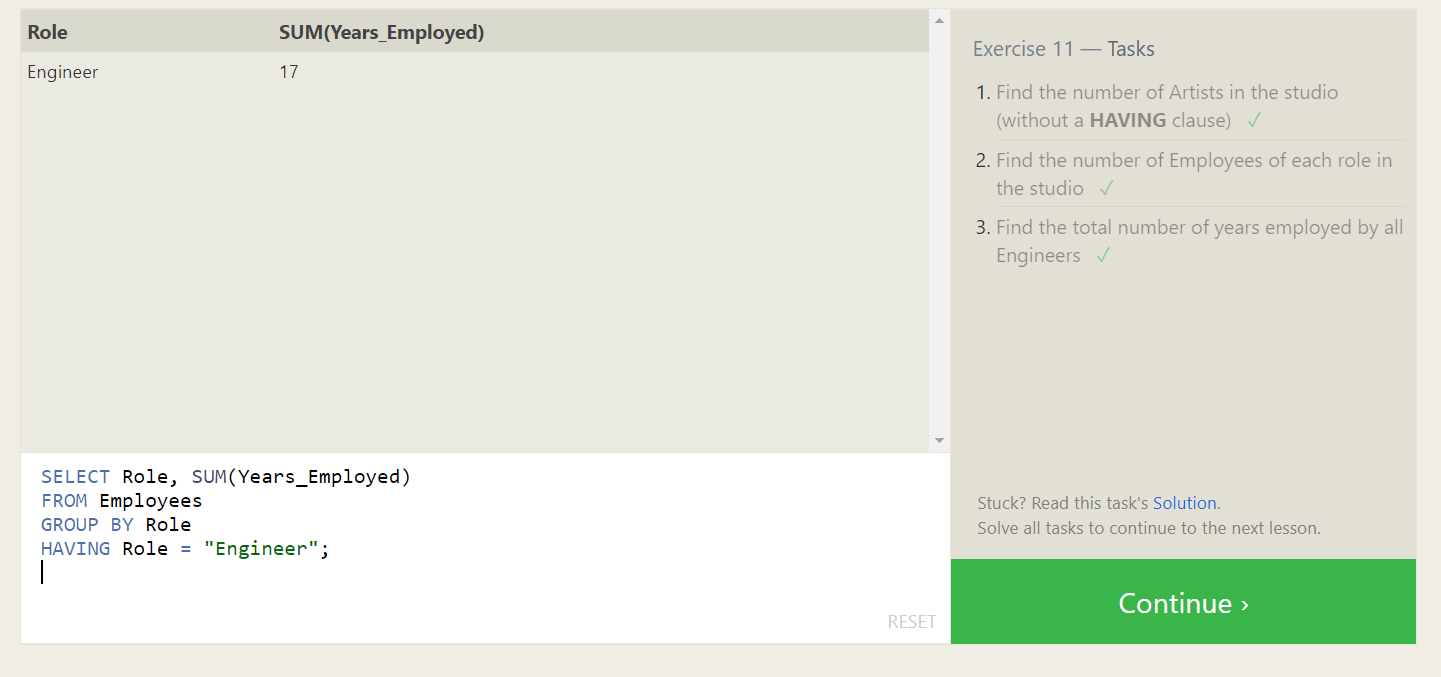 Role SUM(Years_Employed)
Engineer 17
SELECT Role, SUM(Years_Employed)
FROM Employees
GROUP BY Role
HAVING Role = "Engineer";
RESET
Exercise 11 — Tasks
1. Find the number of Artists in the studio
(without a HAVING clause) ✓
2. Find the number of Employees of each role in
the studio ✓
3. Find the total number of years employed by all
Engineers ✓
Stuck? Read this task's Solution.
Solve all tasks to continue to the next lesson.
Continue ›